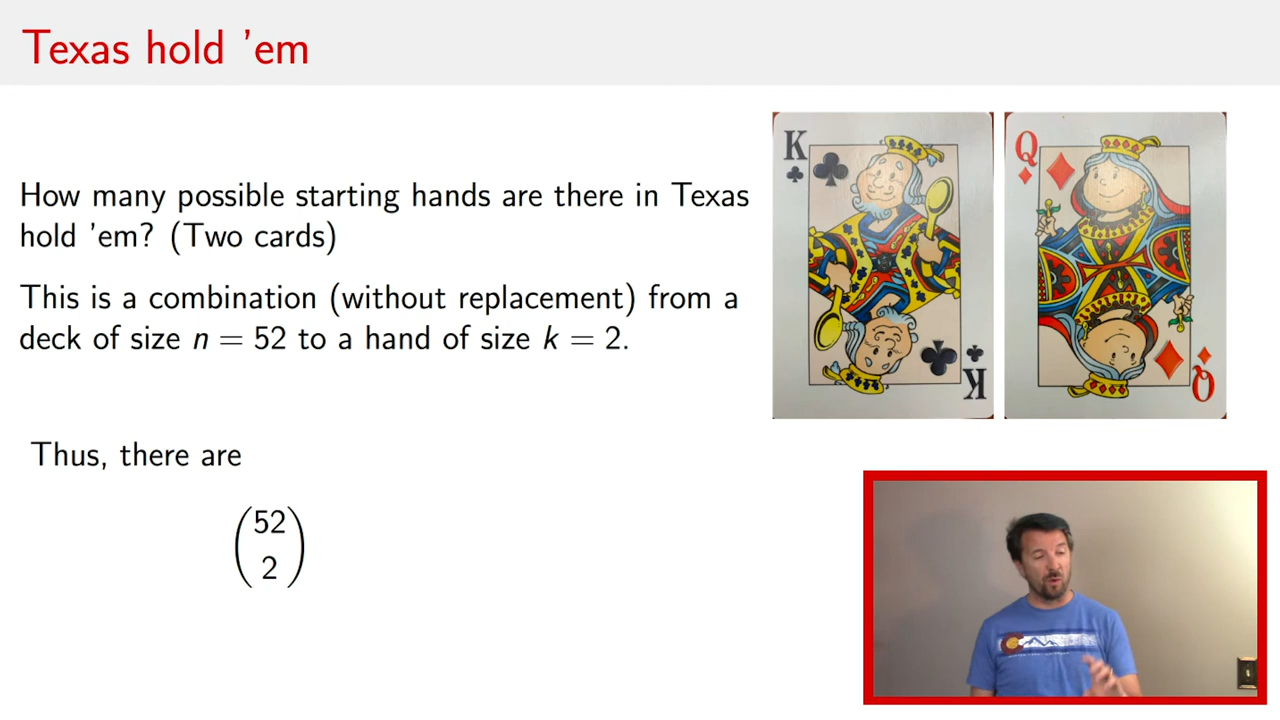 Texas hold 'em
How many possible starting hands are there in Texas
hold 'em? (Two cards)
This is a combination (without replacement) from a
deck of size n = 52 to a hand of size k = 2.
Thus, there are
52
2
K
K
Q
Q